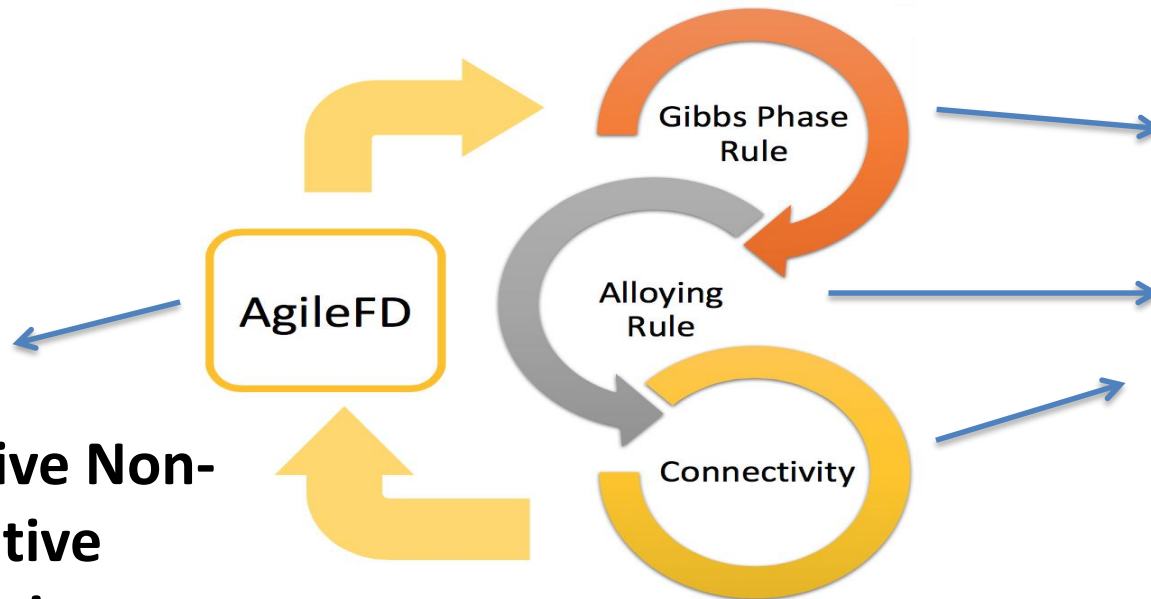 Gibbs Phase
Rule
Alloying
Rule
AgileFD
Connectivity
ive Non-
tive